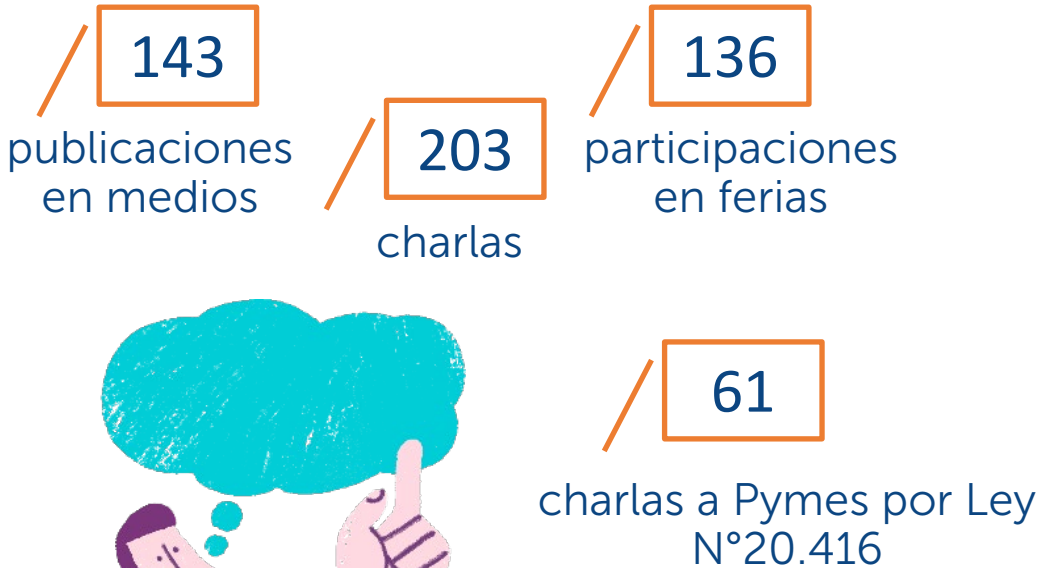 143
publicaciones
en medios
203
charlas
136
participaciones
en ferias
61
charlas a Pymes por Ley
N°20.416